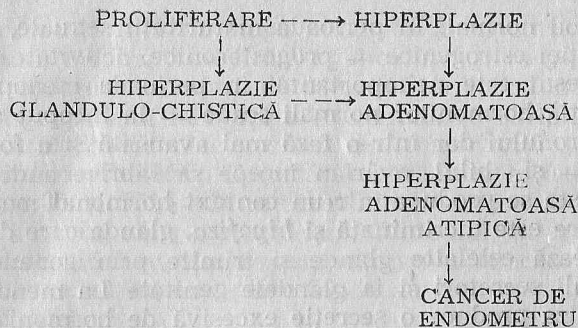 PROLIFERARE HIPERPLAZIE
HIPERPLAZIE HIPERPLAZIE
GLANDULO-CHISTICĂ ADENOMATOASĂ
HIPERPLAZIE
ADENOMATOASĂ
ATIPICĂ
CANCER DE
ENDOMETRU